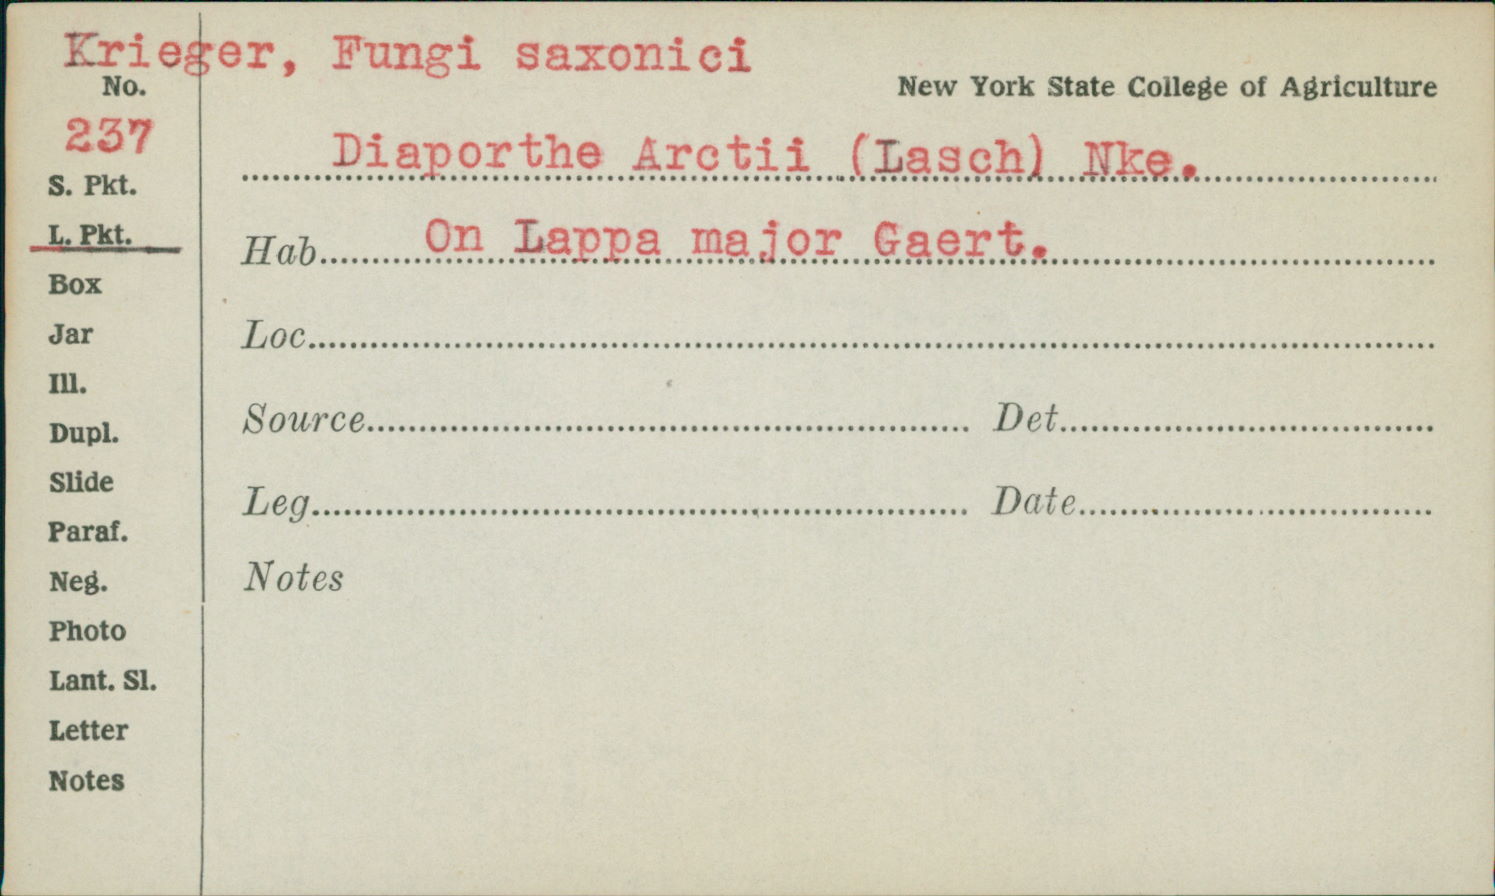 Krieger, Fungi saxonici
No.
New York State College of Agriculture
237
Diaporthe Arctii (Lasch) Nke.
S. Pkt.
L. Pkt.
Hab. On Lappa major Gaert.
Box
Jar
Loc.
Ill.
Dupl.
Source Det.
Slide
Leg. Date
Paraf.
Neg.
Notes
Photo
Lant. Sl.
Letter
Notes